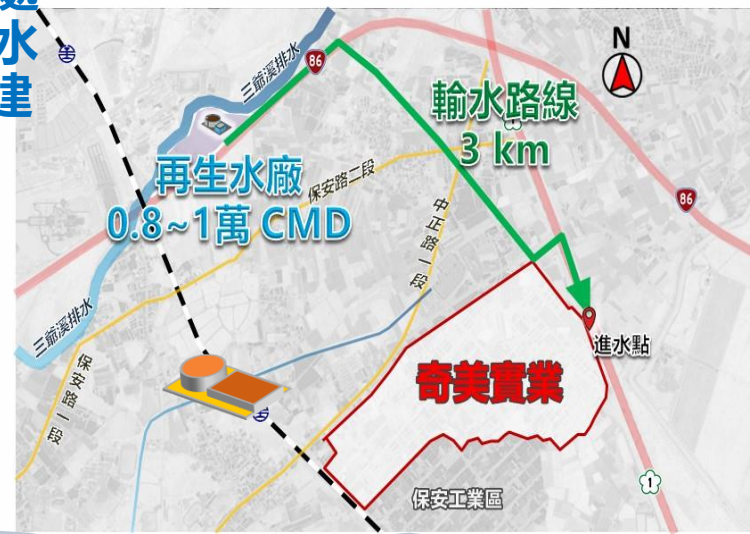 處
水
建
N
86
三爺溪排水
輸水路線
3 km
1
再生水廠
0.8~1萬 CMD
保安路二段
中正路一段
86
三爺溪排水
保安路一段
進水點
奇美實業
保安工業區
1